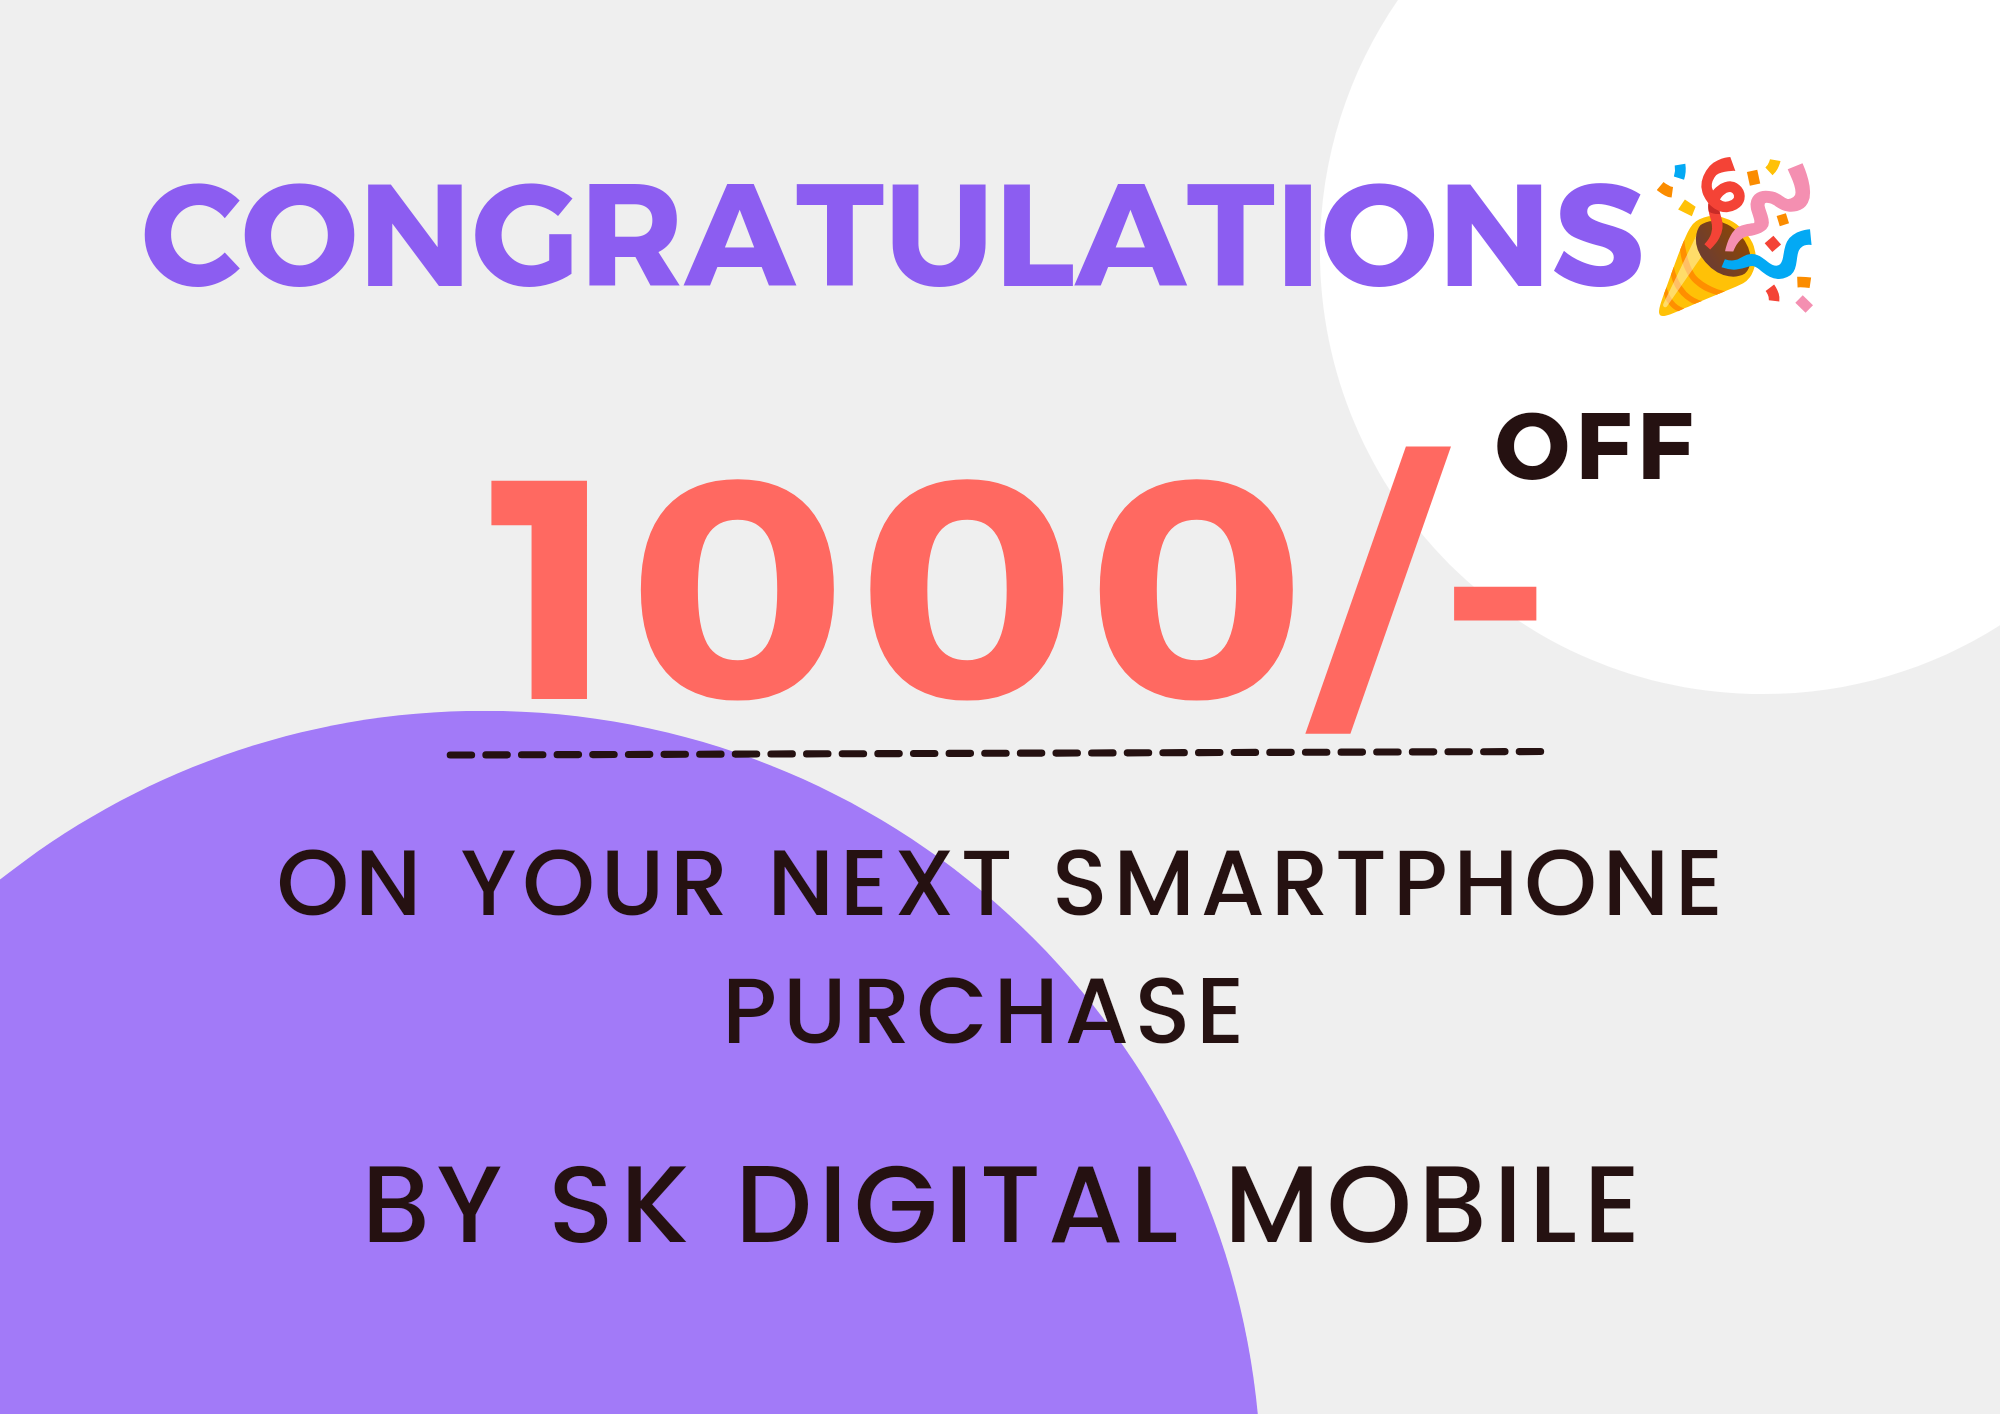 CONGRATULATIONS🎉
OFF
1000/-
ON YOUR NEXT SMARTPHONE
PURCHASE
BY SK DIGITAL MOBILE